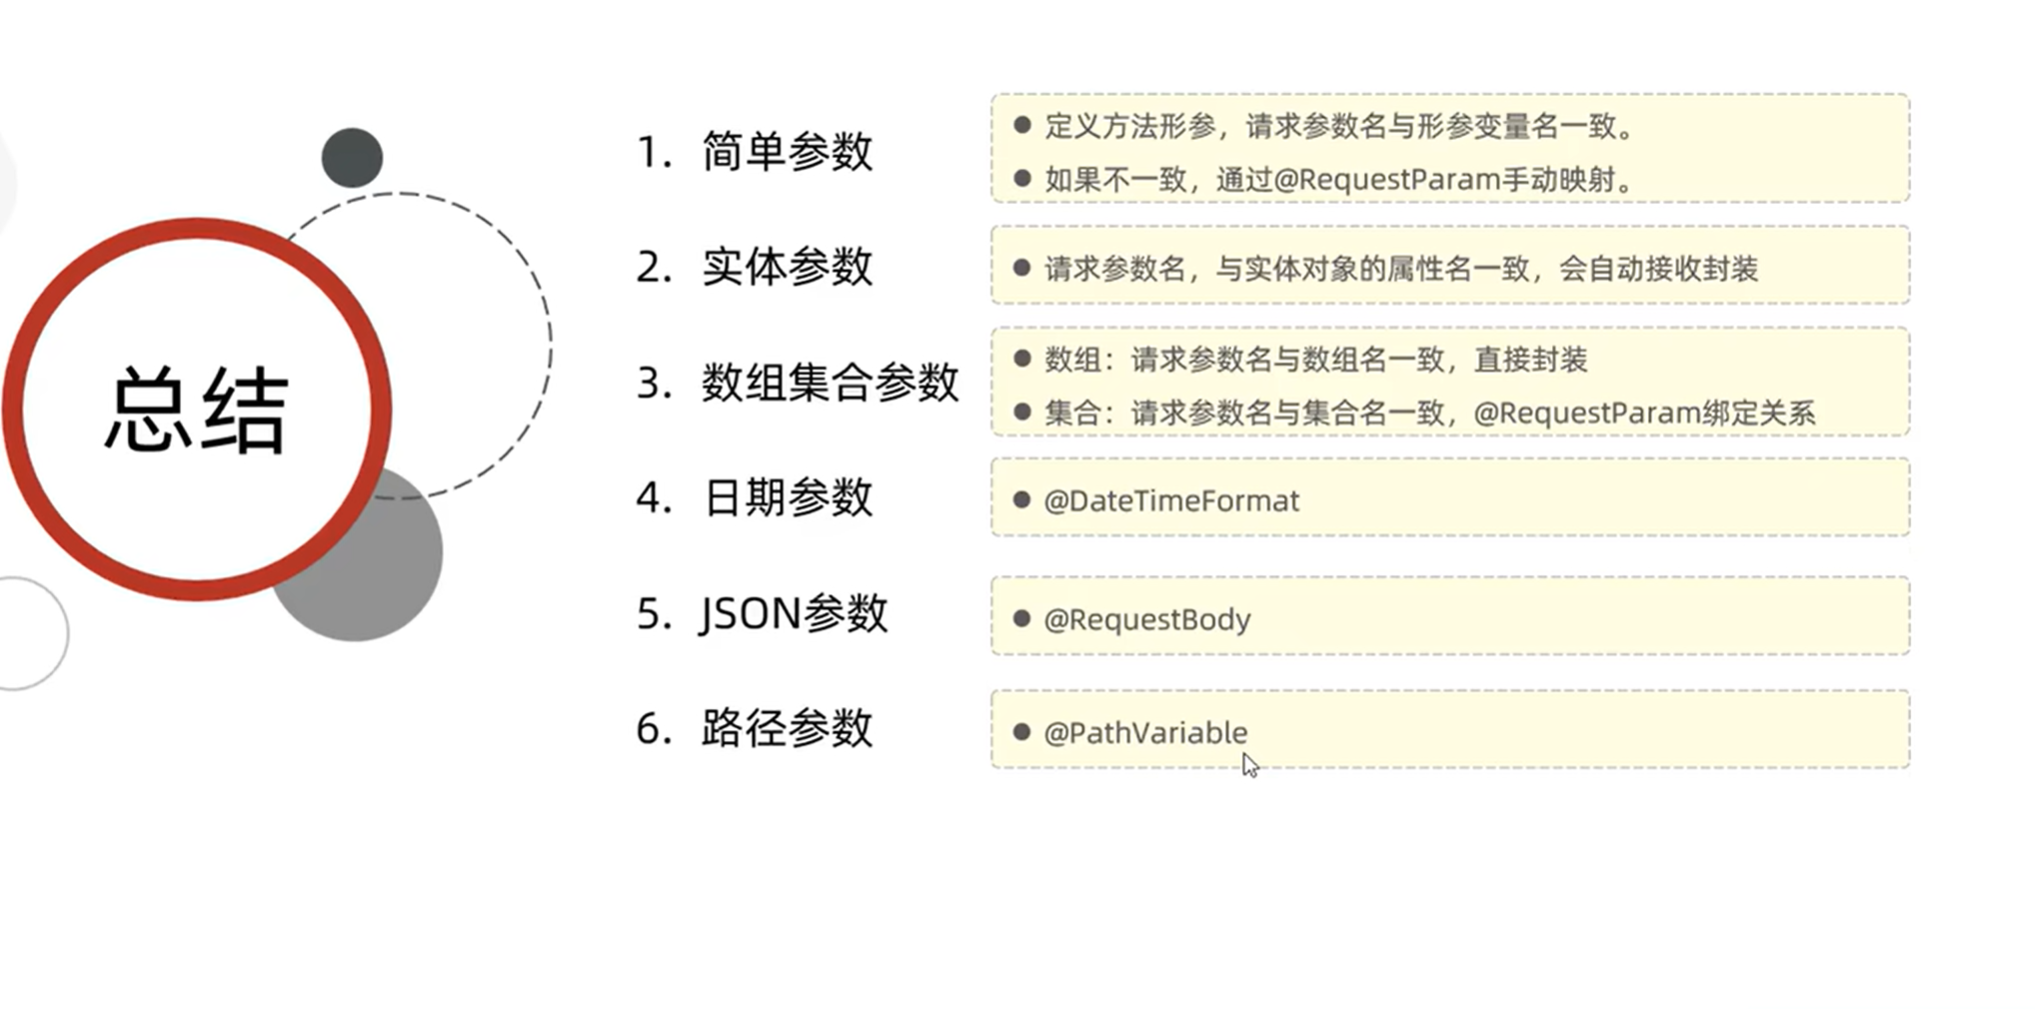 总结
1. 简单参数
● 定义方法形参，请求参数名与形参变量名一致。
● 如果不一致，通过@RequestParam手动映射。
2. 实体参数
● 请求参数名，与实体对象的属性名一致，会自动接收封装
3. 数组集合参数
● 数组：请求参数名与数组名一致，直接封装
● 集合：请求参数名与集合名一致，@RequestParam绑定关系
4. 日期参数
● @DateTimeFormat
5. JSON参数
● @RequestBody
6. 路径参数
● @PathVariable